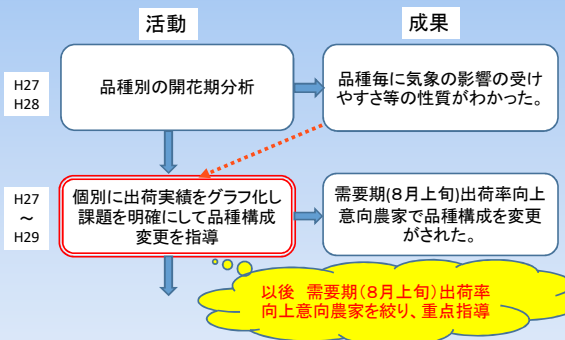 活動
成果
H27
H28
品種別の開花期分析
品種毎に気象の影響の受け
やすさ等の性質がわかった。
H27
～
H29
個別に出荷実績をグラフ化し
課題を明確にして品種構成
変更を指導
需要期(8月上旬)出荷率向上
意向農家で品種構成を変更
がされた。
以後 需要期(8月上旬)出荷率
向上意向農家を絞り、重点指導